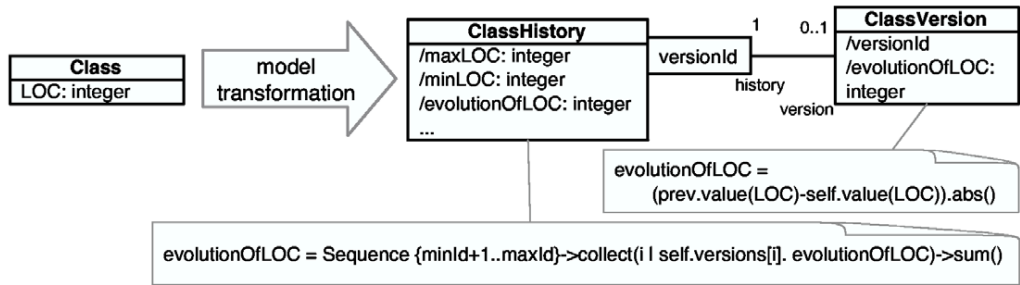 Class
LOC: integer
model
transformation
ClassHistory
/maxLOC: integer
/minLOC: integer
/evolutionOfLOC: integer
...
versionId
1
0..1
history
version
ClassVersion
/versionId
/evolutionOfLOC:
integer
evolutionOfLOC =
(prev.value(LOC)-self.value(LOC)).abs()
evolutionOfLOC = Sequence {minId+1..maxId}->collect(i | self.versions[i]. evolutionOfLOC)->sum()